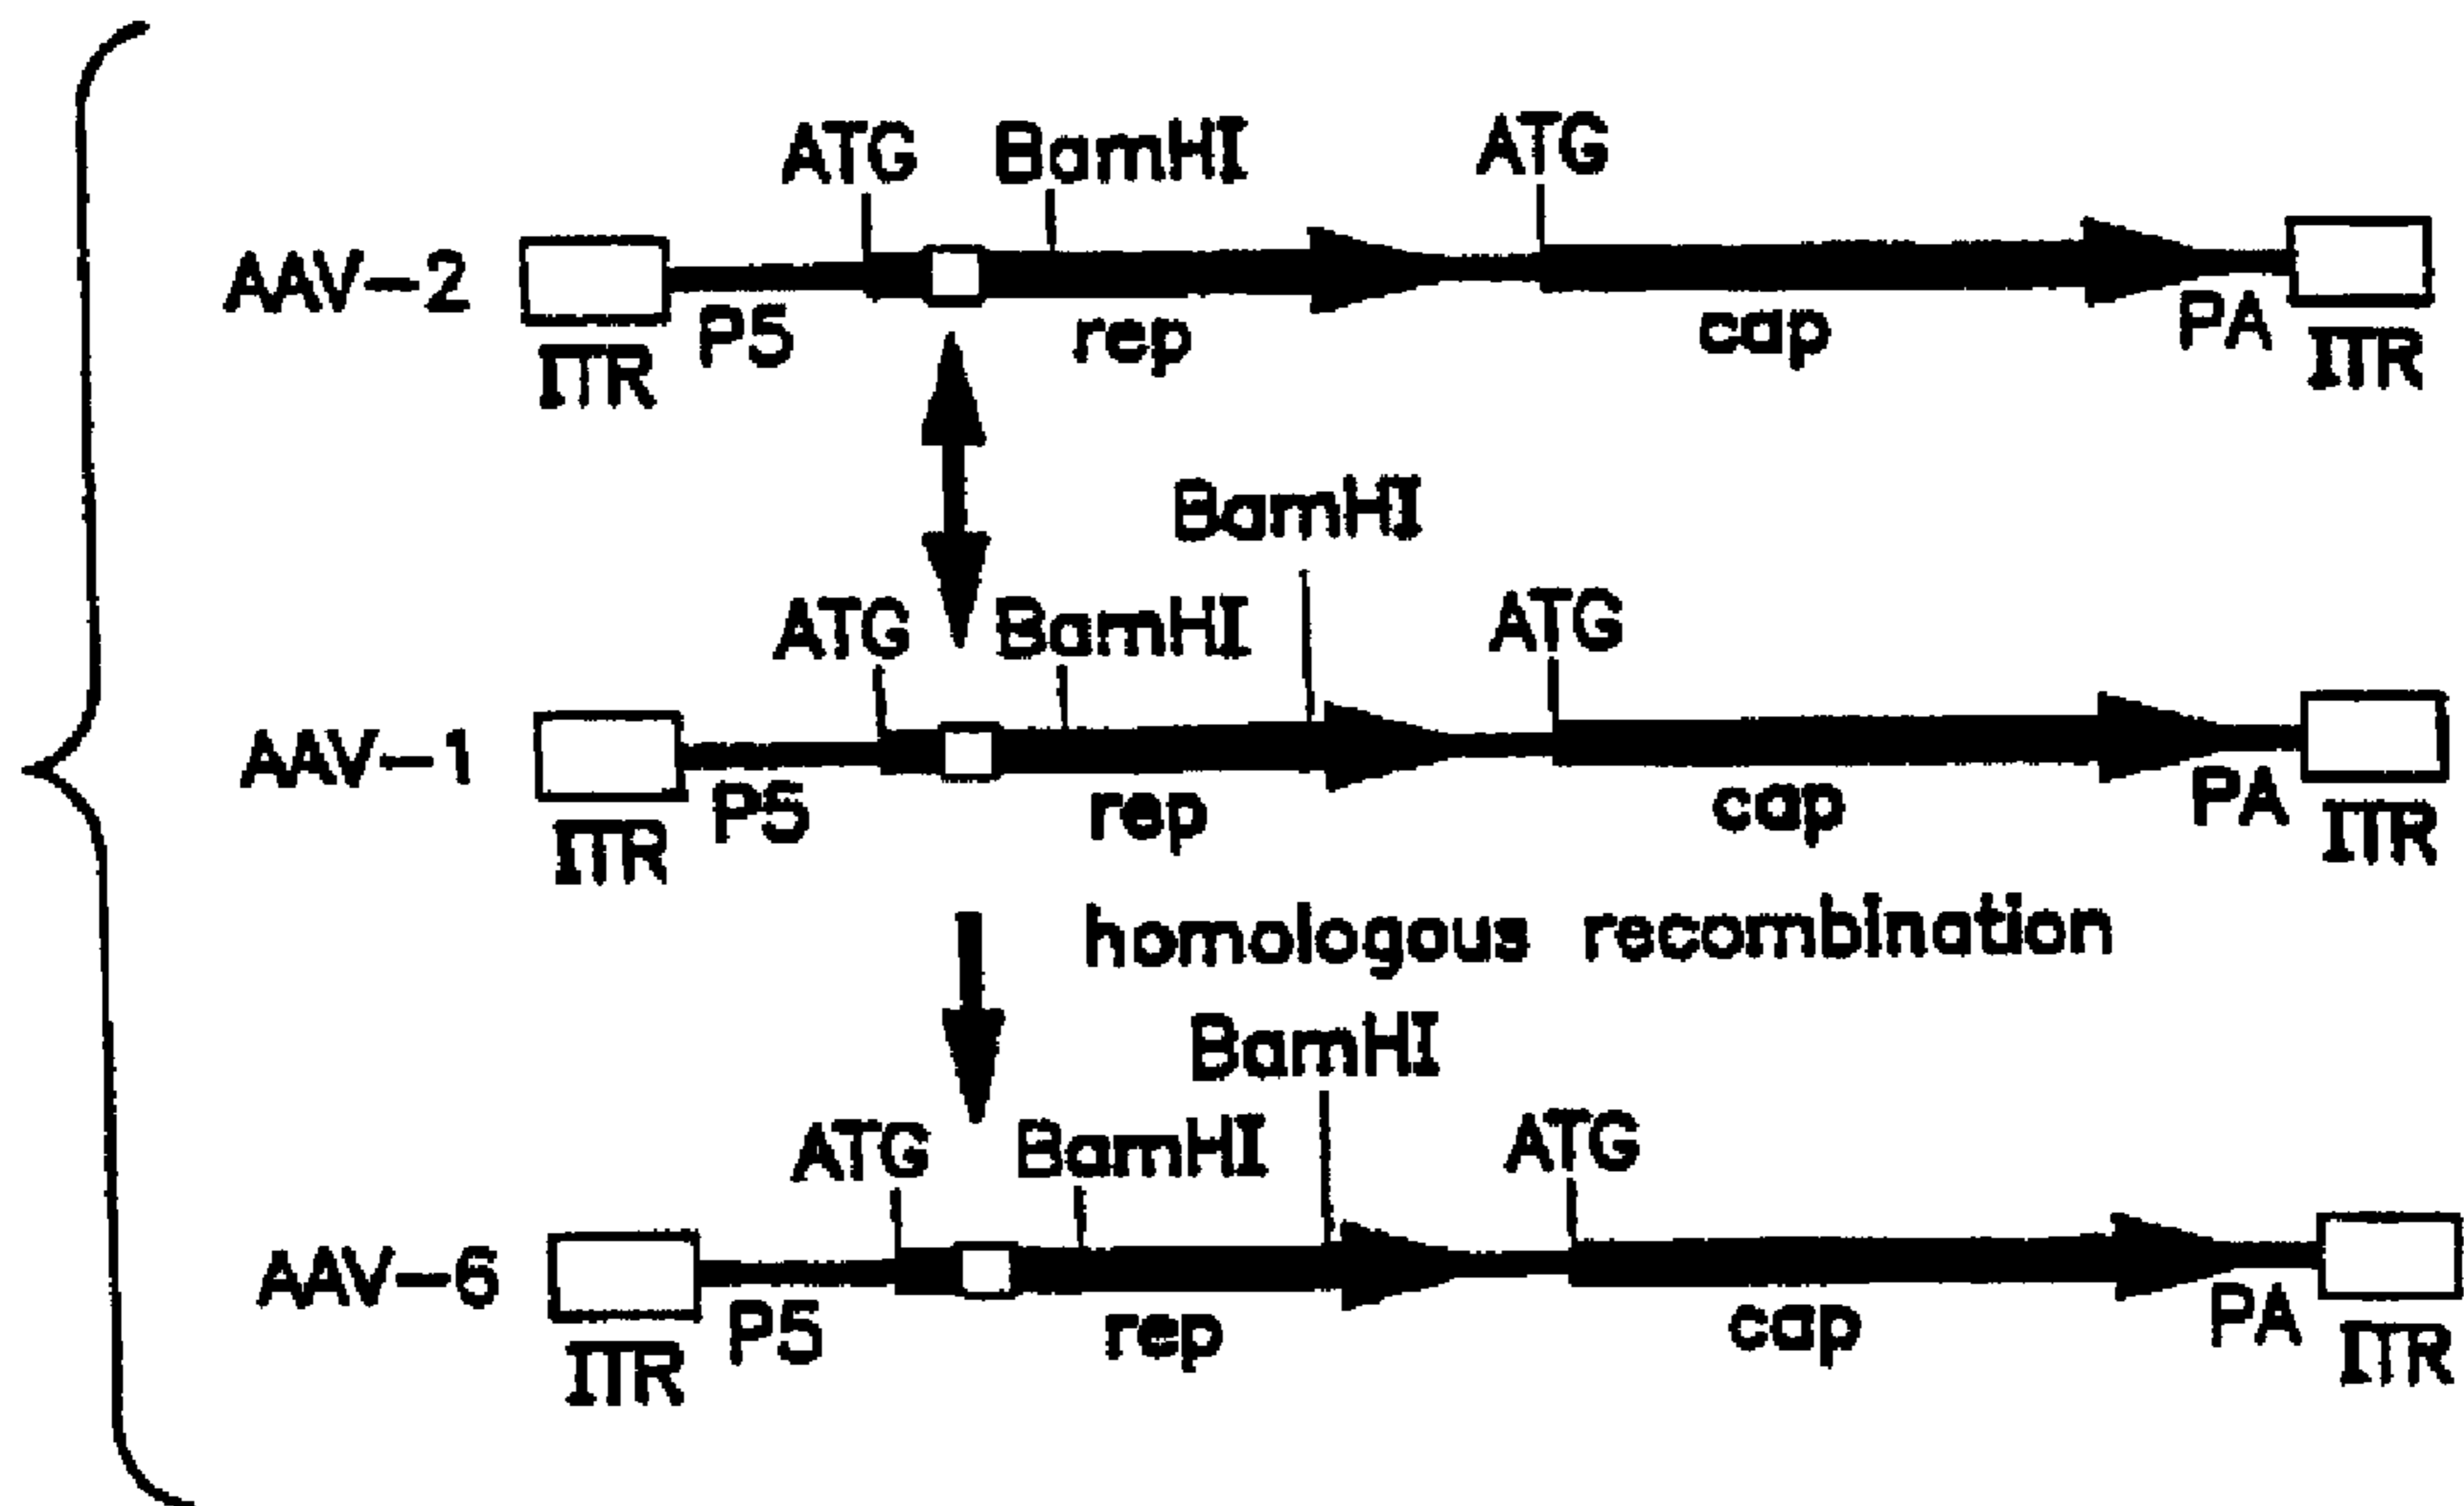 ATG BamHI ATG
AAV-2
P5 rep cap PA
ITR ITR
BamHI
ATG BamHI ATG
AAV-1
P5 rep cap PA
ITR ITR
homologous recombination
BamHI
ATG BamHI ATG
AAV-6
P5 rep cap PA
ITR ITR